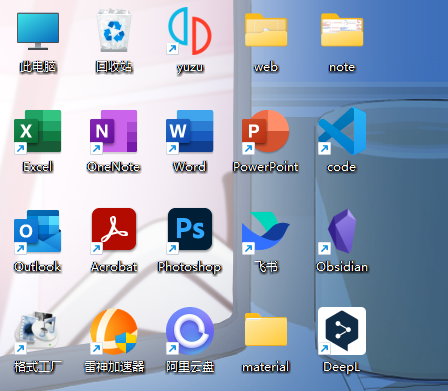 此电脑
回收站
yuzu
web
note
Excel
OneNote
Word
PowerPoint
code
Outlook
Acrobat
Photoshop
飞书
Obsidian
格式工厂
雷神加速器
阿里云盘
material
DeepL